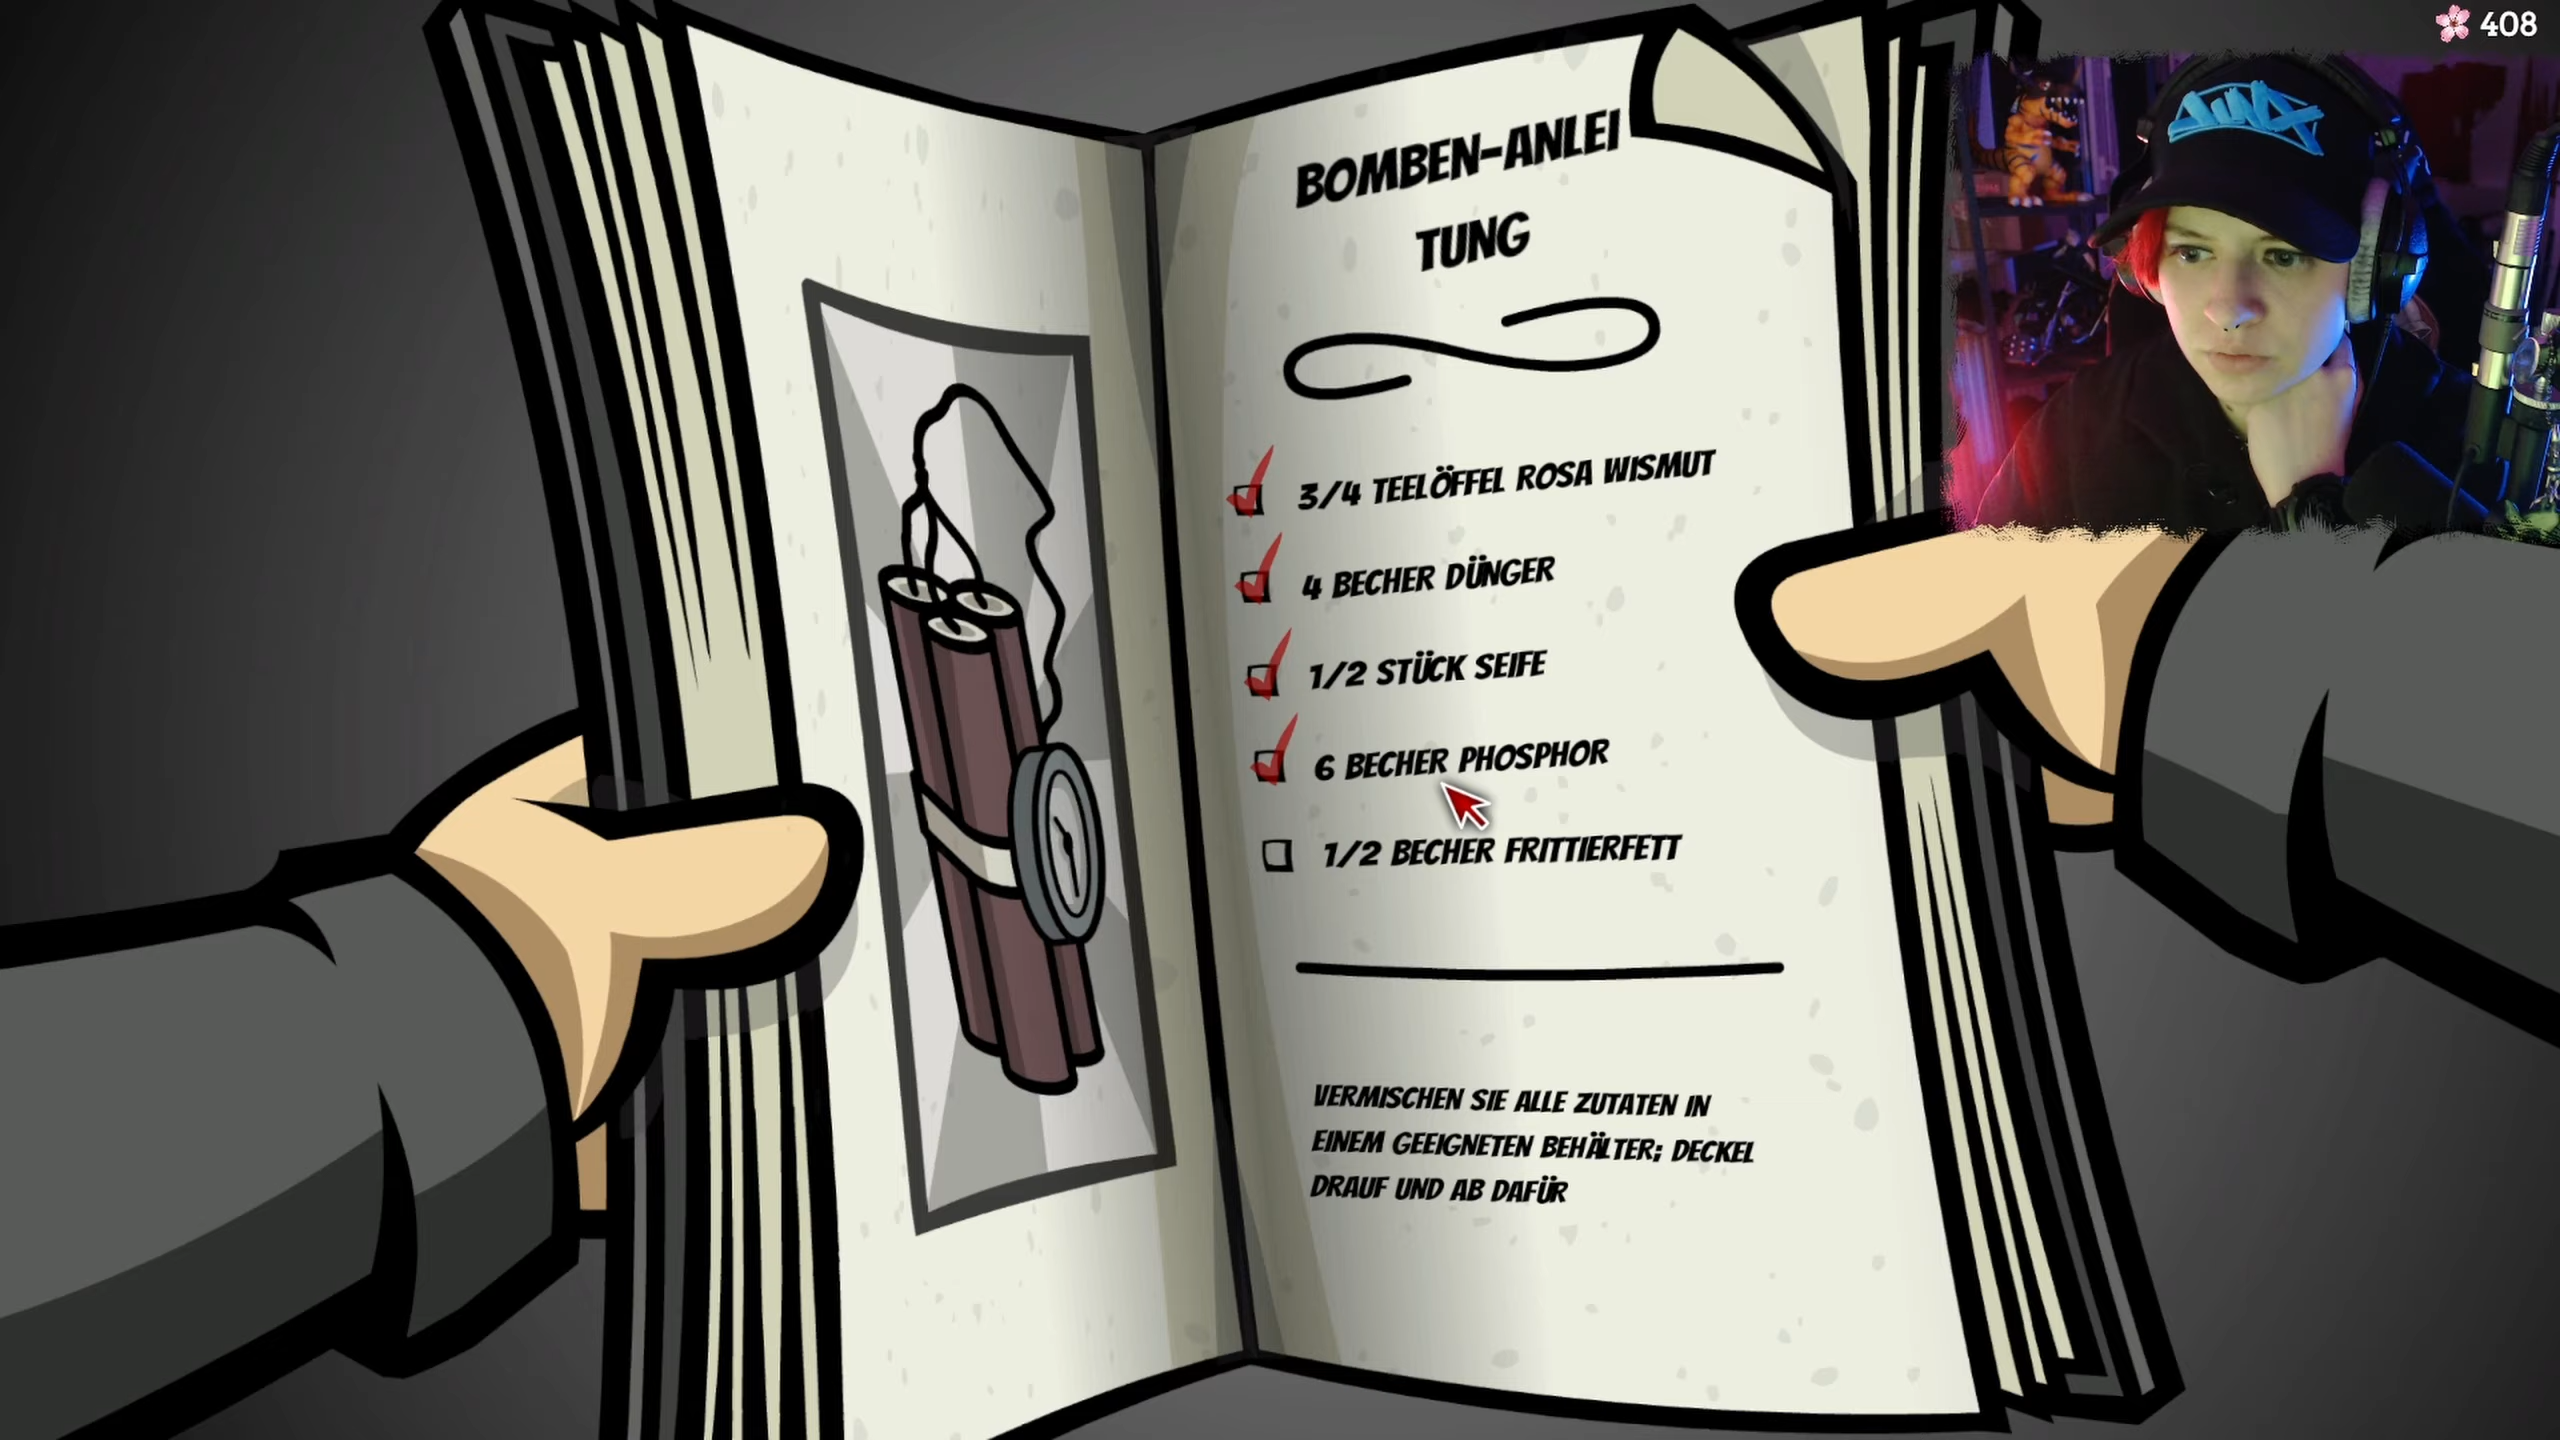 408
BOMBEN-ANLEI
TUNG
3/4 TEELÖFFEL ROSA WISMUT
4 BECHER DÜNGER
1/2 STÜCK SEIFE
6 BECHER PHOSPHOR
1/2 BECHER FRITTIERFETT
VERMISCHEN SIE ALLE ZUTATEN IN
EINEM GEEIGNETEN BEHÄLTER; DECKEL
DRAUF UND AB DAFÜR